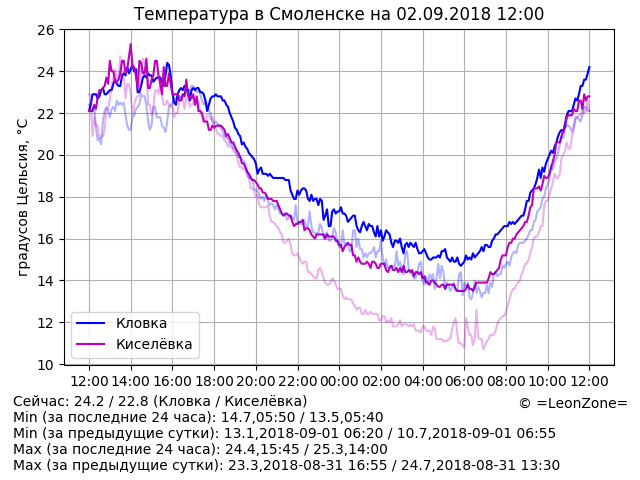 Температура в Смоленске на 02.09.2018 12:00
26
24
22
20
18
16
14
12
10
градусов Цельсия, °C
Кловка
Киселёвка
12:00 14:00 16:00 18:00 20:00 22:00 00:00 02:00 04:00 06:00 08:00 10:00 12:00
Сейчас: 24.2 / 22.8 (Кловка / Киселёвка)
© =LeonZone=
Min (за последние 24 часа): 14.7,05:50 / 13.5,05:40
Min (за предыдущие сутки): 13.1,2018-09-01 06:20 / 10.7,2018-09-01 06:55
Max (за последние 24 часа): 24.4,15:45 / 25.3,14:00
Max (за предыдущие сутки): 23.3,2018-08-31 16:55 / 24.7,2018-08-31 13:30